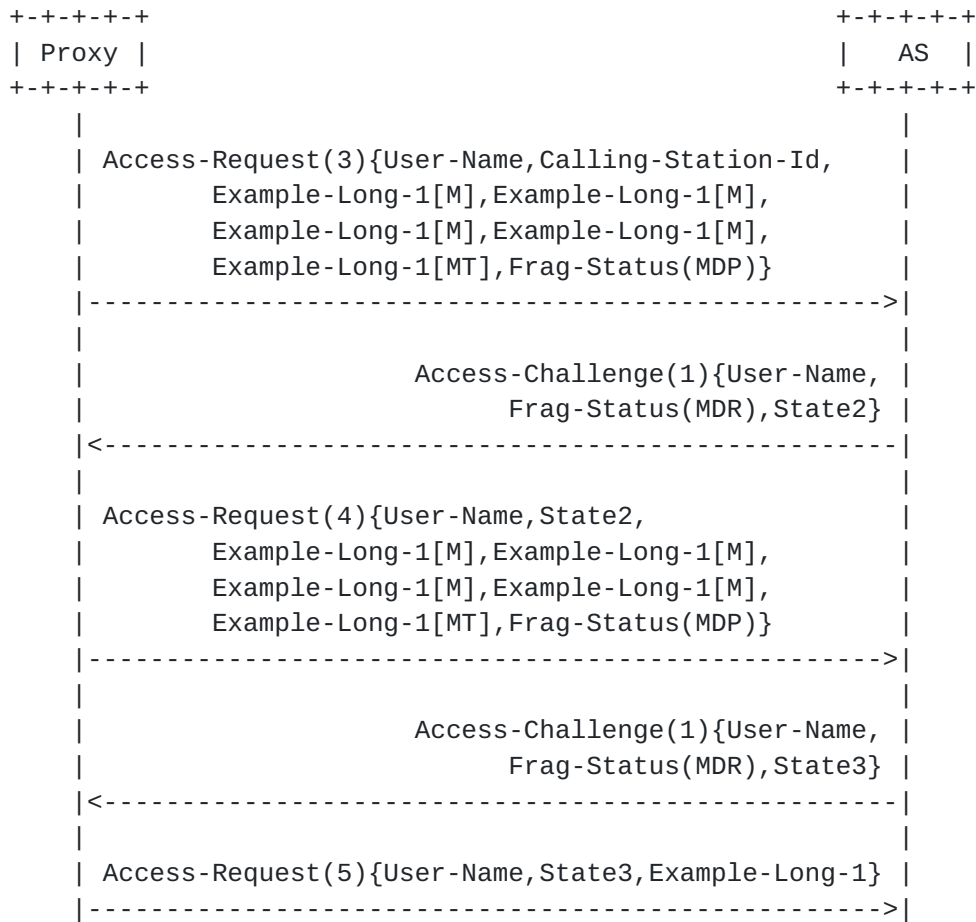 +-+-+-+-+                                            +-+-+-+-+
| Proxy |                                            |   AS  |
+-+-+-+-+                                            +-+-+-+-+
    |                                                    |
    | Access-Request(3){User-Name,Calling-Station-Id,    |
    |        Example-Long-1[M],Example-Long-1[M],        |
    |        Example-Long-1[M],Example-Long-1[M],        |
    |        Example-Long-1[MT],Frag-Status(MDP)}        |
    |--------------------------------------------------->|
    |                                                    |
    |                     Access-Challenge(1){User-Name, |
    |                           Frag-Status(MDR),State2} |
    |<---------------------------------------------------|
    |                                                    |
    | Access-Request(4){User-Name,State2,                |
    |        Example-Long-1[M],Example-Long-1[M],        |
    |        Example-Long-1[M],Example-Long-1[M],        |
    |        Example-Long-1[MT],Frag-Status(MDP)}        |
    |--------------------------------------------------->|
    |                                                    |
    |                     Access-Challenge(1){User-Name, |
    |                           Frag-Status(MDR),State3} |
    |<---------------------------------------------------|
    |                                                    |
    | Access-Request(5){User-Name,State3,Example-Long-1} |
    |--------------------------------------------------->|